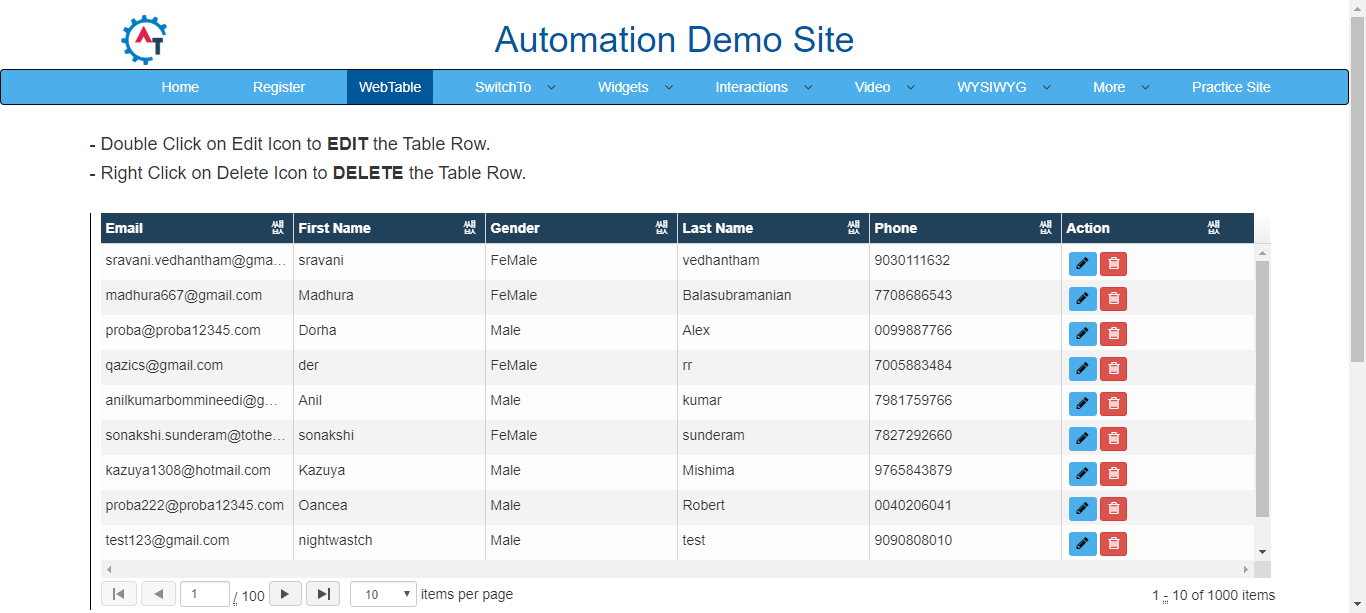 AT
Automation Demo Site
Home Register WebTable SwitchTo Widgets Interactions Video WYSIWYG More Practice Site
- Double Click on Edit Icon to EDIT the Table Row.
- Right Click on Delete Icon to DELETE the Table Row.
Email First Name Gender Last Name Phone Action
sravani.vedhantham@gma... sravani FeMale vedhantham 9030111632
madhura667@gmail.com Madhura FeMale Balasubramanian 7708686543
proba@proba12345.com Dorha Male Alex 0099887766
qazics@gmail.com der FeMale rr 7005883484
anilkumarbommineedi@g... Anil Male kumar 7981759766
sonakshi.sunderam@tothe... sonakshi FeMale sunderam 7827292660
kazuya1308@hotmail.com Kazuya Male Mishima 9765843879
proba222@proba12345.com Oancea Male Robert 0040206041
test123@gmail.com nightwastch Male test 9090808010
1 / 100 10 items per page 1 - 10 of 1000 items